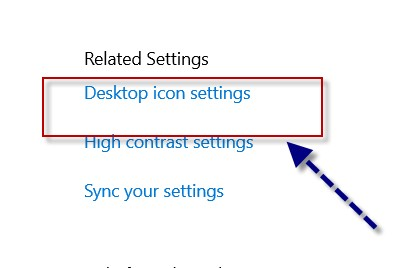 Related Settings
Desktop icon settings
High contrast settings
Sync your settings